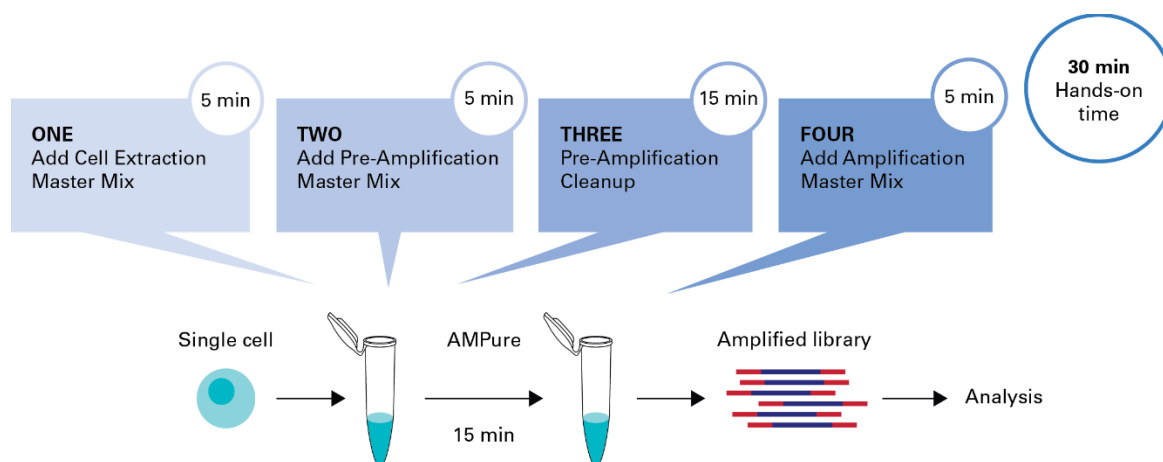 5 min
ONE
Add Cell Extraction
Master Mix
5 min
TWO
Add Pre-Amplification
Master Mix
15 min
THREE
Pre-Amplification
Cleanup
5 min
FOUR
Add Amplification
Master Mix
30 min
Hands-on
time
Single cell
AMPure
15 min
Amplified library
Analysis